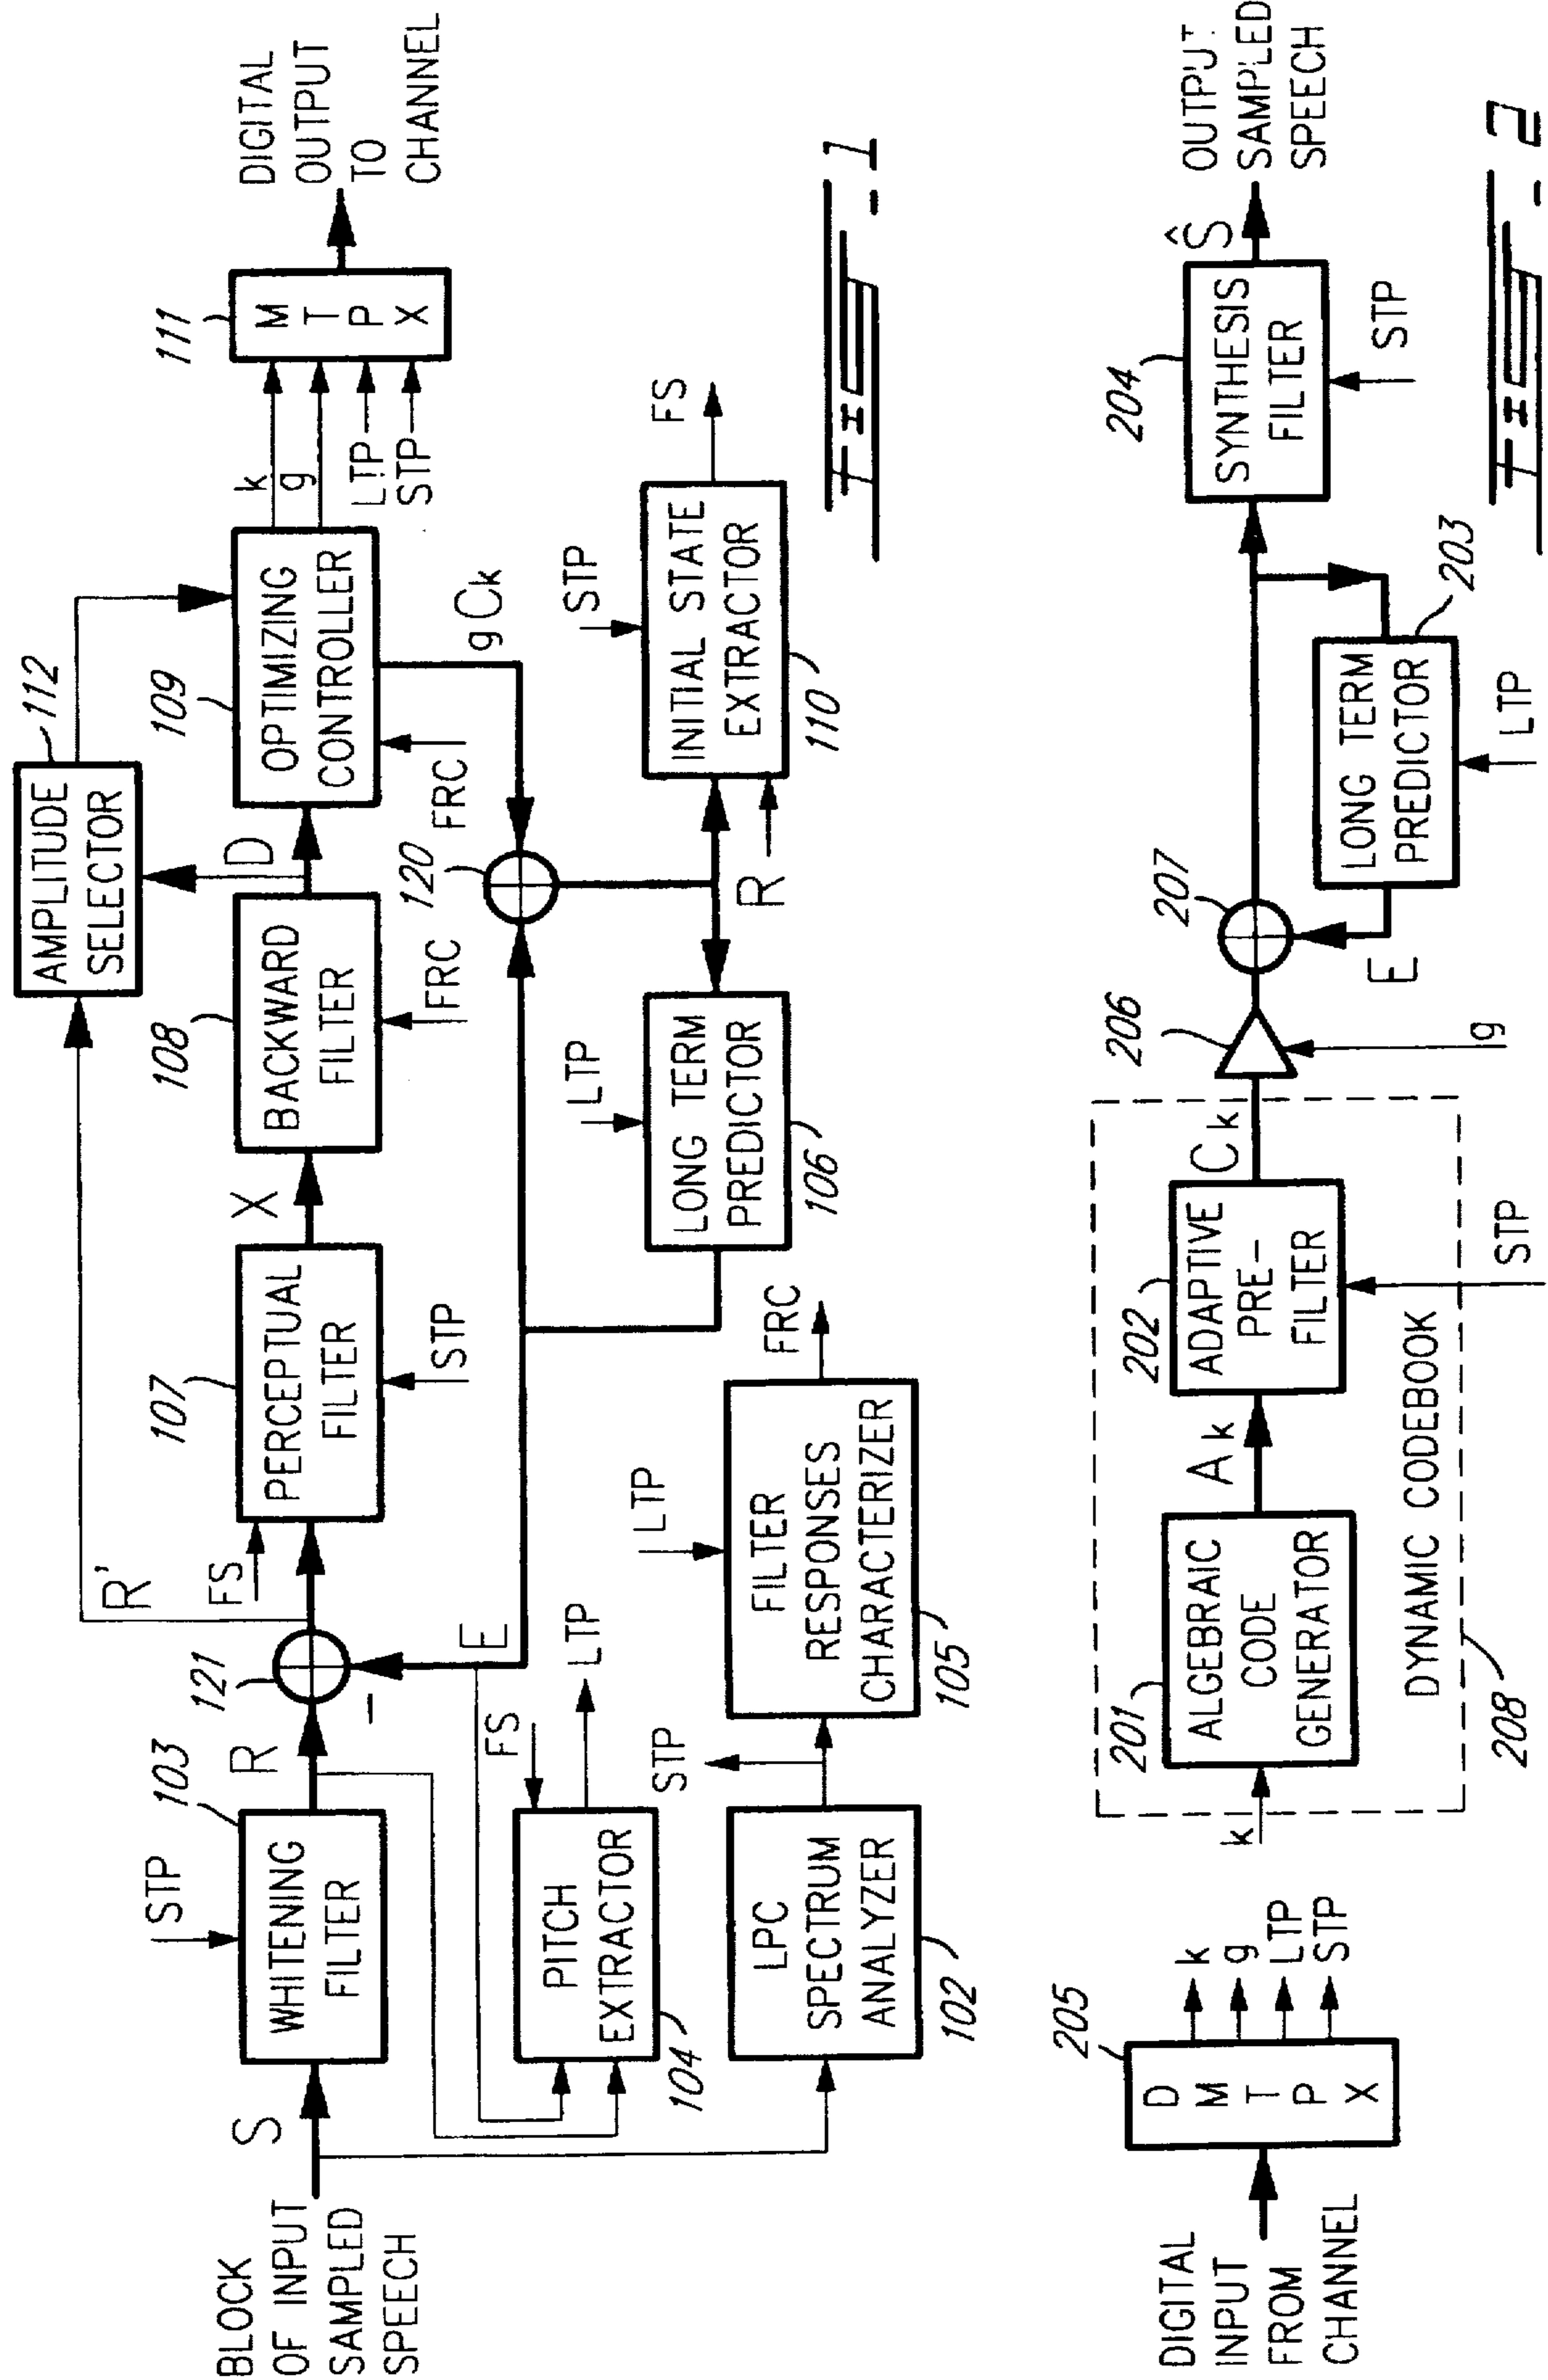 BLOCK
OF INPUT
SAMPLED
SPEECH
S
STP
103
WHITENING
FILTER
R
121
−
R'
FS
107
PERCEPTUAL
FILTER
STP
X
108
BACKWARD
FILTER
FRC
D
AMPLITUDE
SELECTOR
112
109
OPTIMIZING
CONTROLLER
FRC
k
g
LTP
STP
111
M
T
P
X
DIGITAL
OUTPUT
TO
CHANNEL
gCk
120
E
FS
PITCH
EXTRACTOR
104
LTP
LTP
LONG TERM
PREDICTOR
106
R
STP
INITIAL STATE
EXTRACTOR
110
FS
LPC
SPECTRUM
ANALYZER
102
STP
LTP
FILTER
RESPONSES
CHARACTERIZER
105
FRC
FIG-1
DIGITAL
INPUT
FROM
CHANNEL
205
D
M
T
P
X
k
g
LTP
STP
k
201
ALGEBRAIC
CODE
GENERATOR
Ak
202
ADAPTIVE
PRE-
FILTER
STP
Ck
DYNAMIC CODEBOOK
208
206
g
207
E
LONG TERM
PREDICTOR
203
LTP
204
SYNTHESIS
FILTER
STP
Ŝ
OUTPUT
SAMPLED
SPEECH
FIG-2